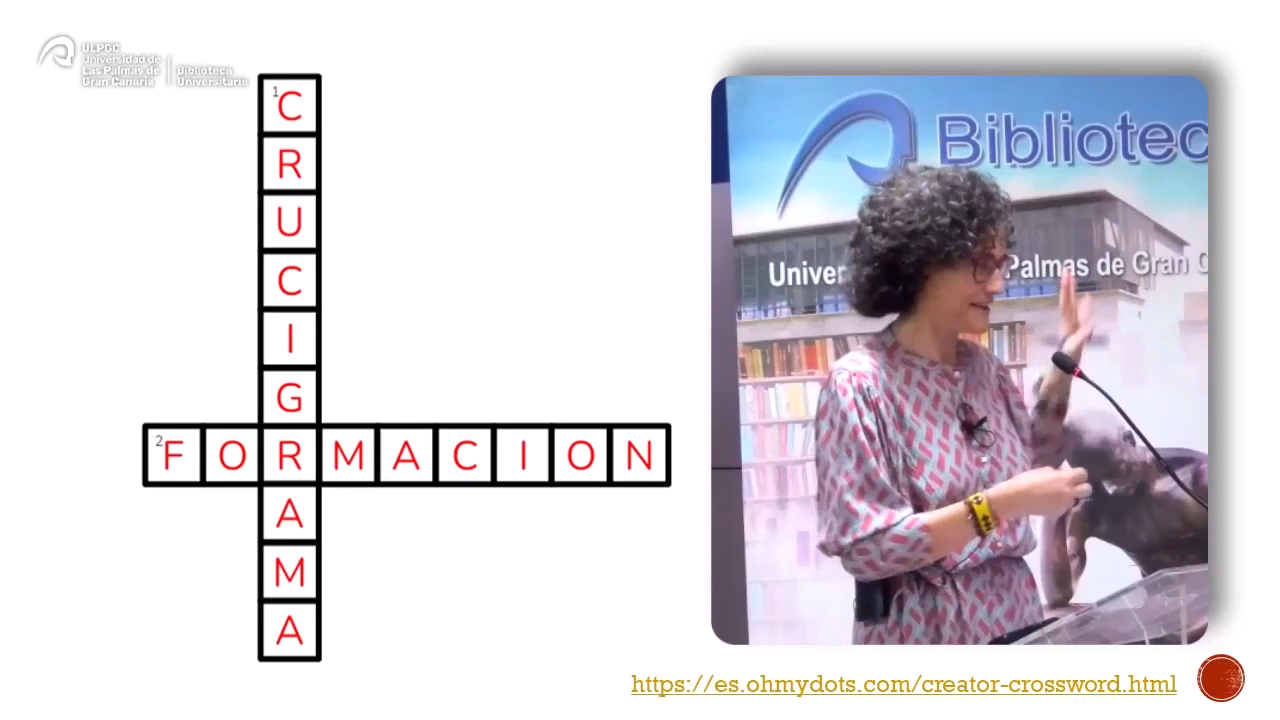 ULPGC
Universidad de
Las Palmas de
Gran Canaria
Biblioteca
Universitaria
1
C
R
U
C
I
G
2
FORMACION
A
M
A
Bibliotec
Univer Palmas de Gran C
https://es.ohmydots.com/creator-crossword.html